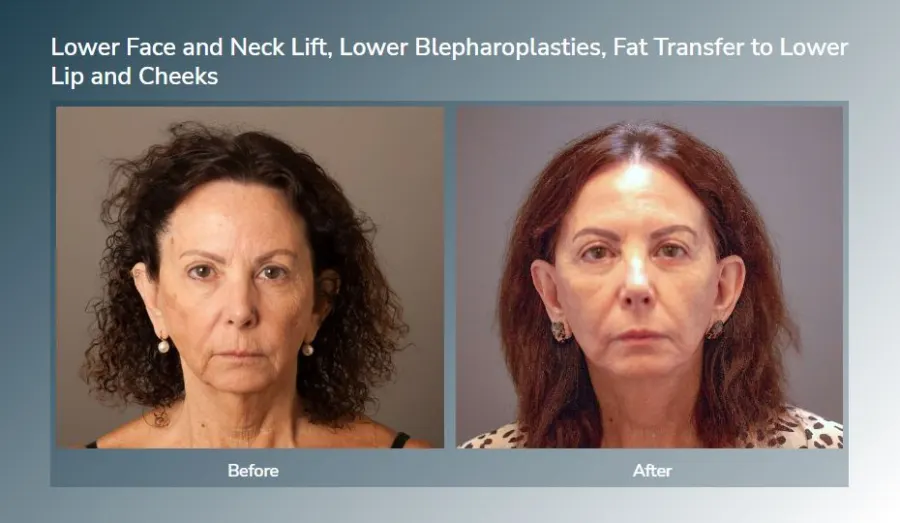 Lower Face and Neck Lift, Lower Blepharoplasties, Fat Transfer to Lower
Lip and Cheeks
Before
After